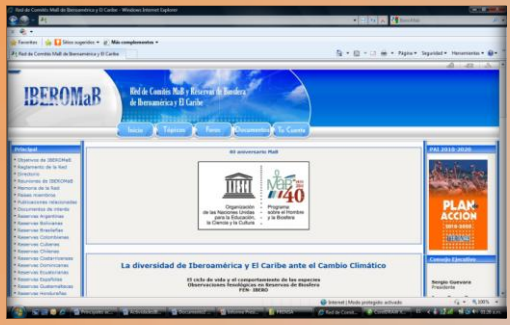 Red de Comités MaB de Iberoamérica y El Caribe - Windows Internet Explorer
Favoritos
Sitios sugeridos
Más complementos
Red de Comités MaB de Iberoamérica y El Caribe
Página
Seguridad
Herramientas
IBEROMaB
Red de Comités MaB y Reservas de Biosfera
de Iberoamérica y El Caribe
Inicio
Tópicos
Foros
Documentos
Tu Cuenta
Principal
Objetivos de IBEROMaB
Reglamento de la Red
Directorio
Reuniones de IBEROMaB
Memoria de la Red
Países miembros
Publicaciones relacionadas
Documentos de interés
Reservas Argentinas
Reservas Bolivianas
Reservas Brasileñas
Reservas Colombianas
Reservas Cubanas
Reservas Chilenas
Reservas Costarricenses
Reservas Dominicanas
Reservas Ecuatorianas
Reservas Españolas
Reservas Guatemaltecas
Reservas Hondureñas
40 aniversario MaB
Organización
de las Naciones Unidas
para la Educación,
la Ciencia y la Cultura
MAB
40
Programa
sobre el Hombre
y la Biosfera
La diversidad de Iberoamérica y El Caribe ante el Cambio Climático
El ciclo de vida y el comportamiento de las especies
Observaciones fenológicas en Reservas de Biosfera
FEN- IBERO
PAI 2010-2020
PLAN
ACCIÓN
2010-2020
Consejo Ejecutivo
Sergio Guevara
Presidente
Internet | Modo protegido: activado
100%